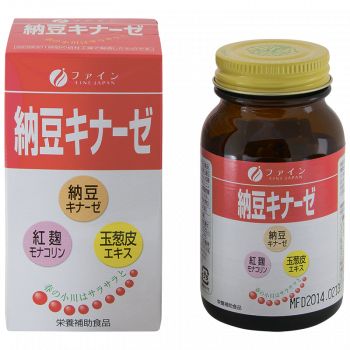 ファイン
FINE JAPAN
納豆キナーゼ
納豆
キナーゼ
紅麹
モナコリン
玉葱皮
エキス
春の小川はサラサラと
栄養補助食品
ファイン
FINE JAPAN
納豆キナーゼ
納豆
キナーゼ
紅麹
モナコリン
玉葱皮
エキス
栄養補助食品
MFD2014.0213